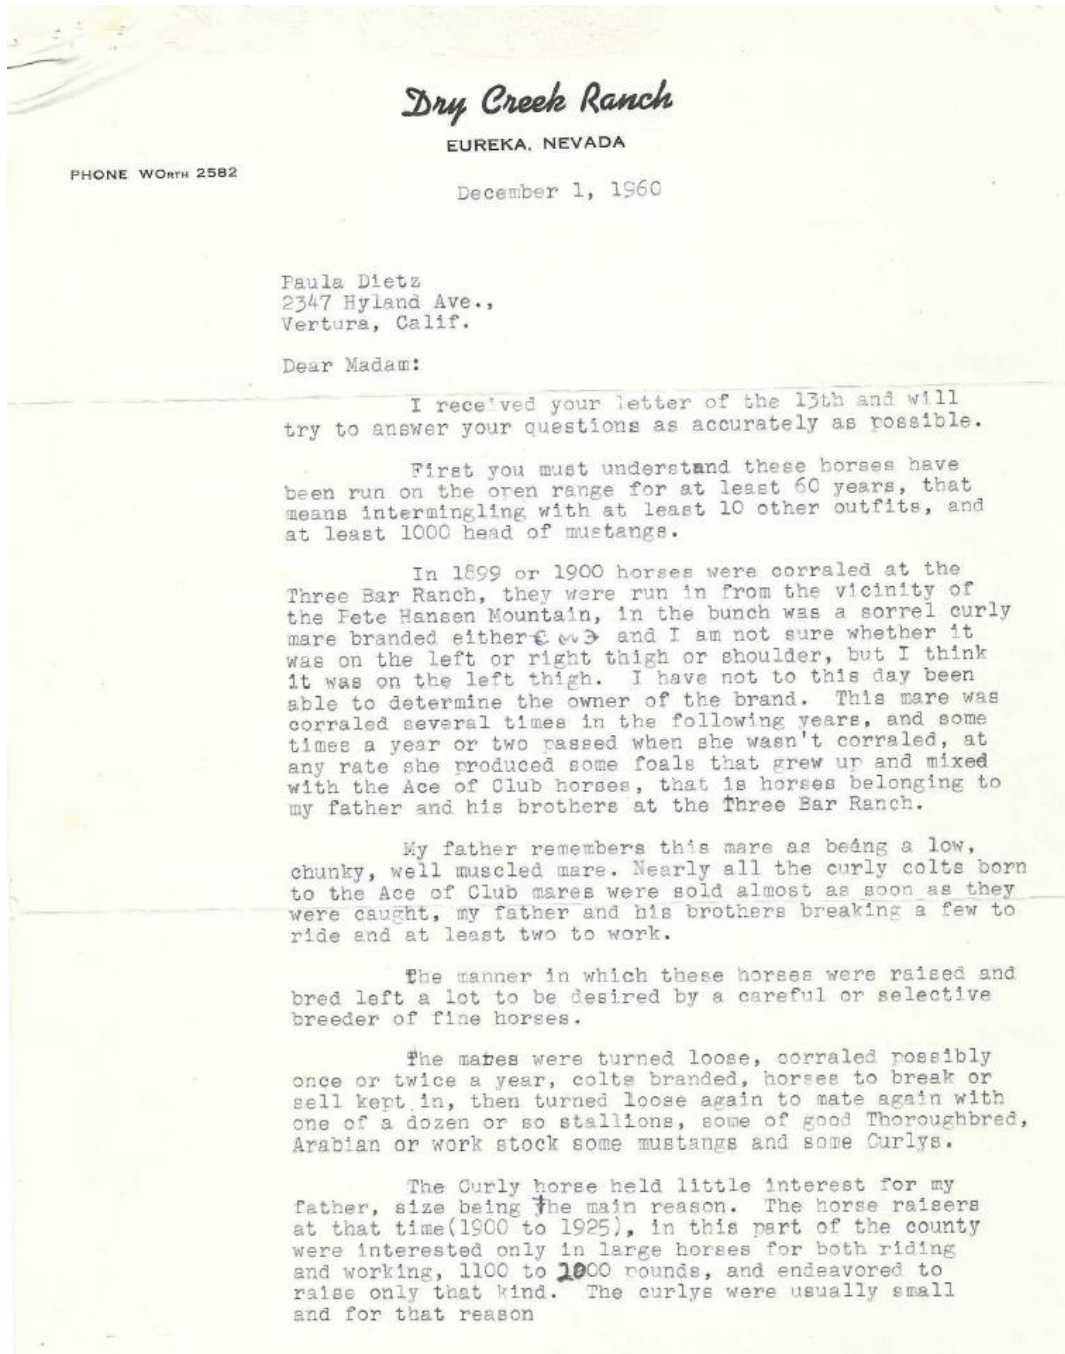 Dry Creek Ranch
EUREKA, NEVADA
PHONE WORTH 2582
December 1, 1960
Paula Dietz
2347 Hyland Ave.,
Vertura, Calif.
Dear Madam:
I received your letter of the 13th and will
try to answer your questions as accurately as possible.
First you must understand these horses have
been run on the open range for at least 60 years, that
means intermingling with at least 10 other outfits, and
at least 1000 head of mustangs.
In 1899 or 1900 horses were corraled at the
Three Bar Ranch, they were run in from the vicinity of
the Pete Hansen Mountain, in the bunch was a sorrel curly
mare branded either and I am not sure whether it
was on the left or right thigh or shoulder, but I think
it was on the left thigh. I have not to this day been
able to determine the owner of the brand. This mare was
corraled several times in the following years, and some
times a year or two passed when she wasn't corraled, at
any rate she produced some foals that grew up and mixed
with the Ace of Club horses, that is horses belonging to
my father and his brothers at the Three Bar Ranch.
My father remembers this mare as being a low,
chunky, well muscled mare. Nearly all the curly colts born
to the Ace of Club mares were sold almost as soon as they
were caught, my father and his brothers breaking a few to
ride and at least two to work.
The manner in which these horses were raised and
bred left a lot to be desired by a careful or selective
breeder of fine horses.
The mares were turned loose, corraled possibly
once or twice a year, colts branded, horses to break or
sell kept in, then turned loose again to mate again with
one of a dozen or so stallions, some of good Thoroughbred,
Arabian or work stock some mustangs and some Curlys.
The Curly horse held little interest for my
father, size being the main reason. The horse raisers
at that time(1900 to 1925), in this part of the county
were interested only in large horses for both riding
and working, 1100 to pounds, and endeavored to
raise only that kind. The curlys were usually small
and for that reason